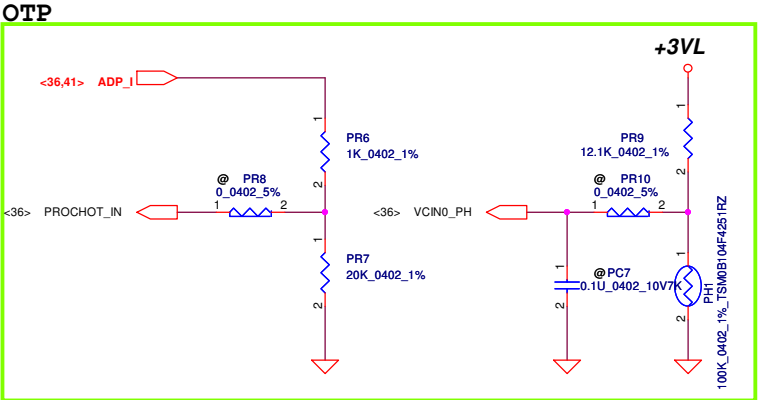 OTP
+3VL
<36,41> ADP_I
1
PR6
1K_0402_1%
2
1
PR9
12.1K_0402_1%
2
@ PR8
0_0402_5%
<36> PROCHOT_IN
1 2
@ PR10
0_0402_5%
<36> VCIN0_PH
1 2
1
PR7
20K_0402_1%
2
1
@PC7
0.1U_0402_10V7K
2
1
PH1
100K_0402_1%_TSM0B104F4251RZ
2